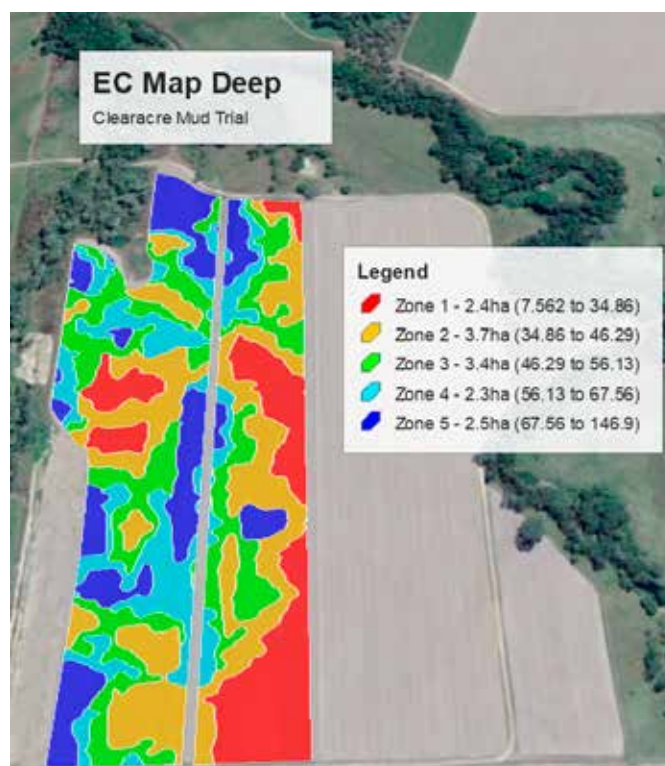 EC Map Deep
Clearacre Mud Trial
Legend
Zone 1 - 2.4ha (7.562 to 34.86)
Zone 2 - 3.7ha (34.86 to 46.29)
Zone 3 - 3.4ha (46.29 to 56.13)
Zone 4 - 2.3ha (56.13 to 67.56)
Zone 5 - 2.5ha (67.56 to 146.9)